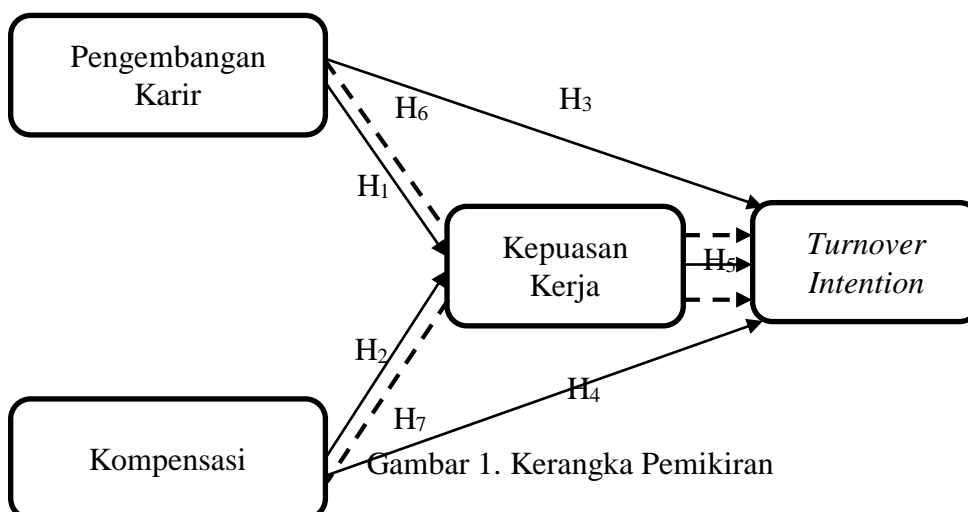 Pengembangan
Karir
H6
H3
H1
Kepuasan
Kerja
H5
Turnover
Intention
H2
H4
H7
Kompensasi
Gambar 1. Kerangka Pemikiran